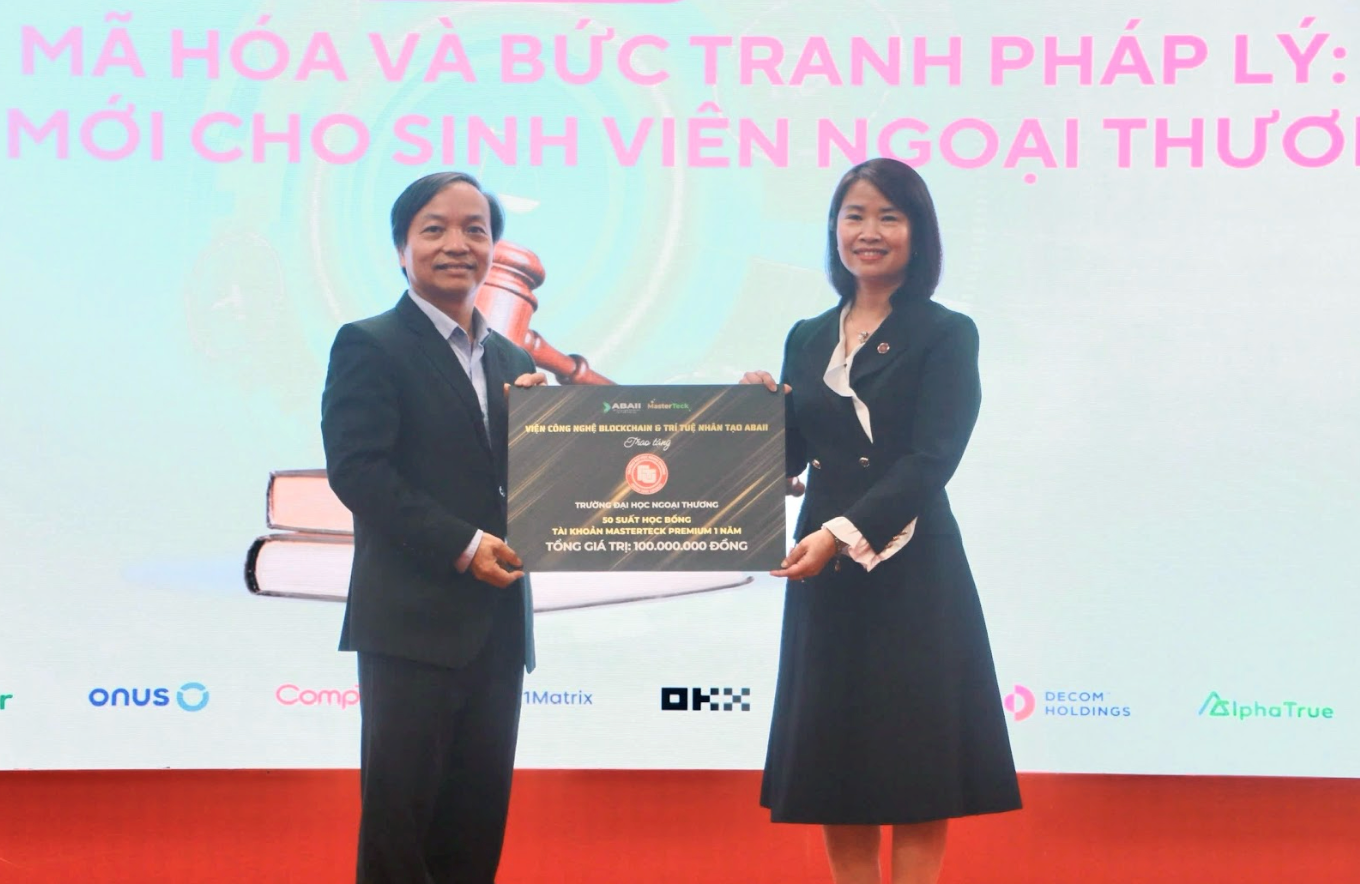 MÃ HÓA VÀ BỨC TRANH PHÁP LÝ:
MỚI CHO SINH VIÊN NGOẠI THƯƠ
ABAII MasterTeck
VIỆN CÔNG NGHỆ BLOCKCHAIN & TRÍ TUỆ NHÂN TẠO ABAII
Trao tặng
TRƯỜNG ĐẠI HỌC NGOẠI THƯƠNG
50 SUẤT HỌC BỔNG
TÀI KHOẢN MASTERTECK PREMIUM 1 NĂM
TỔNG GIÁ TRỊ: 100.000.000 ĐỒNG
r onus Comp 1Matrix OKX DECOM HOLDINGS AlphaTrue